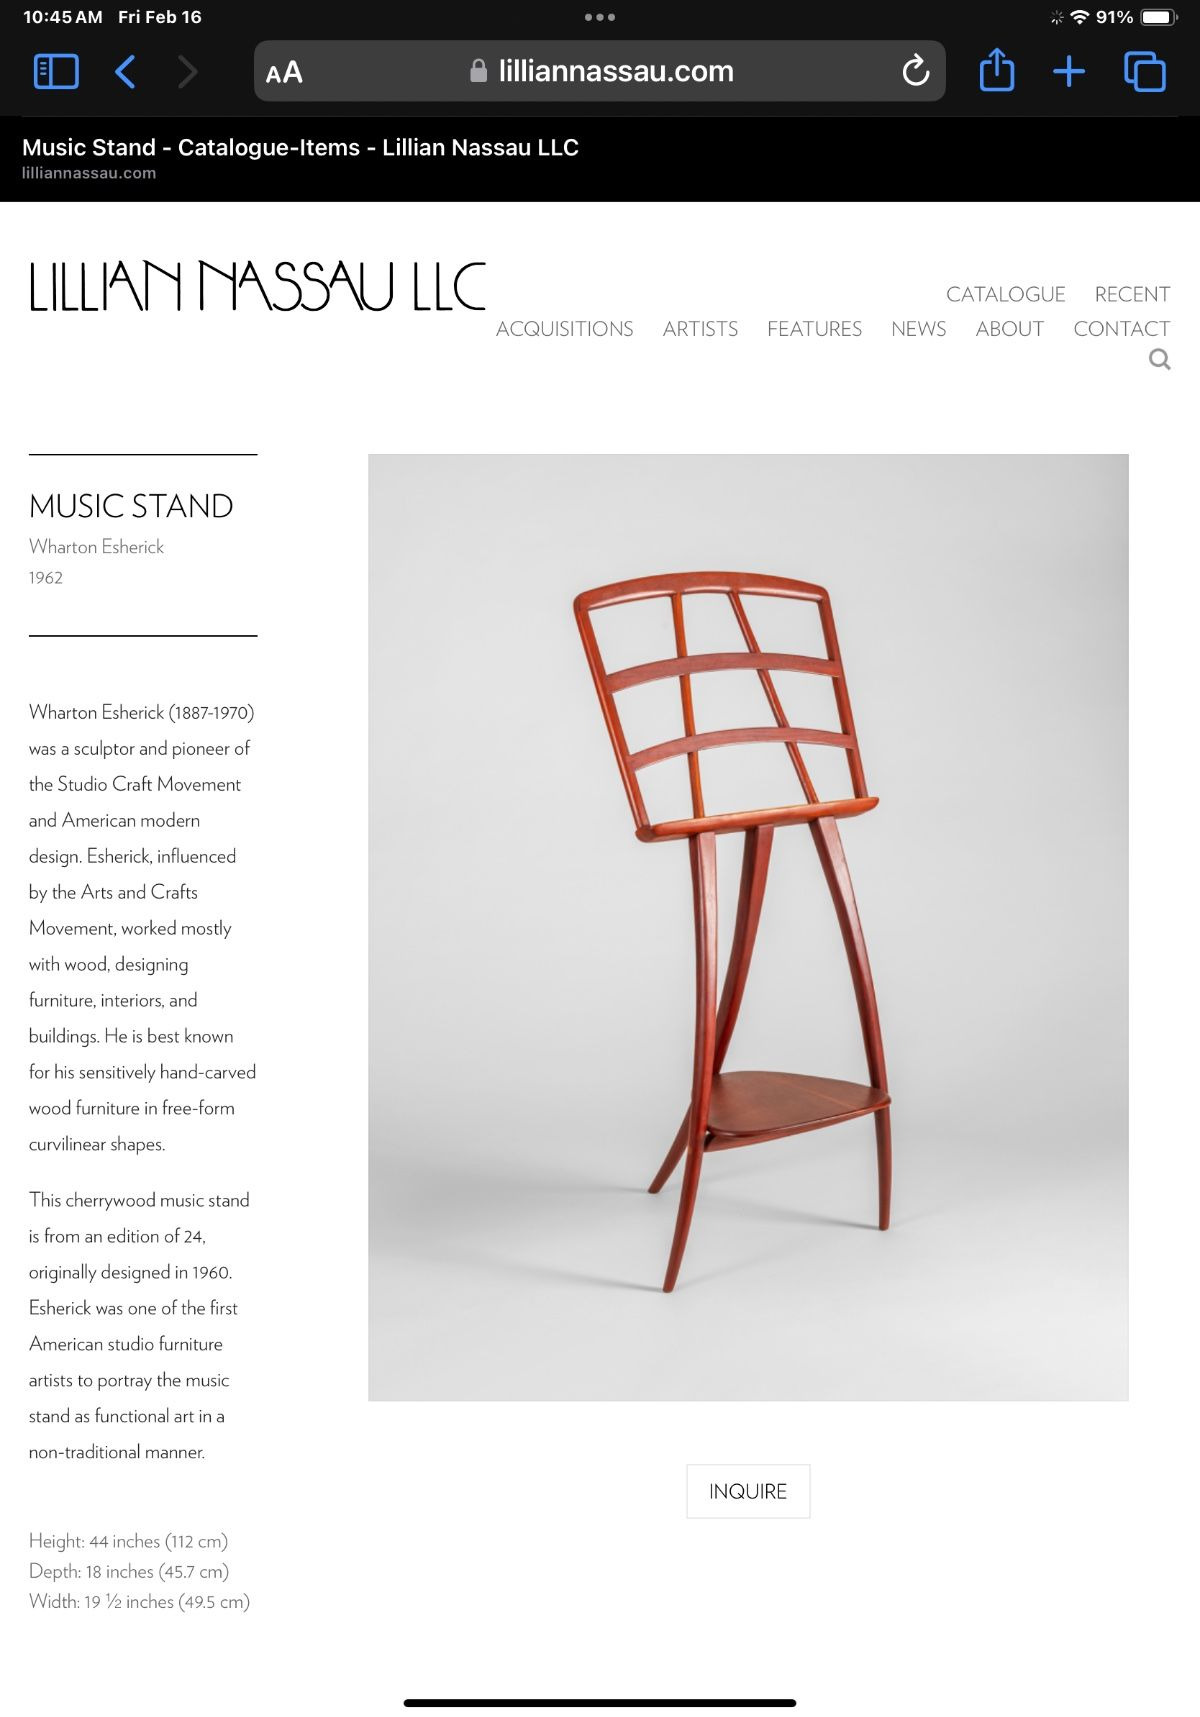 10:45 AM Fri Feb 16
91%
AA
lilliannassau.com
Music Stand - Catalogue-Items - Lillian Nassau LLC
lilliannassau.com
LILLIAN NASSAU LLC
CATALOGUE RECENT
ACQUISITIONS ARTISTS FEATURES NEWS ABOUT CONTACT
MUSIC STAND
Wharton Esherick
1962
Wharton Esherick (1887-1970)
was a sculptor and pioneer of
the Studio Craft Movement
and American modern
design. Esherick, influenced
by the Arts and Crafts
Movement, worked mostly
with wood, designing
furniture, interiors, and
buildings. He is best known
for his sensitively hand-carved
wood furniture in free-form
curvilinear shapes.
This cherrywood music stand
is from an edition of 24,
originally designed in 1960.
Esherick was one of the first
American studio furniture
artists to portray the music
stand as functional art in a
non-traditional manner.
Height: 44 inches (112 cm)
Depth: 18 inches (45.7 cm)
Width: 19 ½ inches (49.5 cm)
INQUIRE